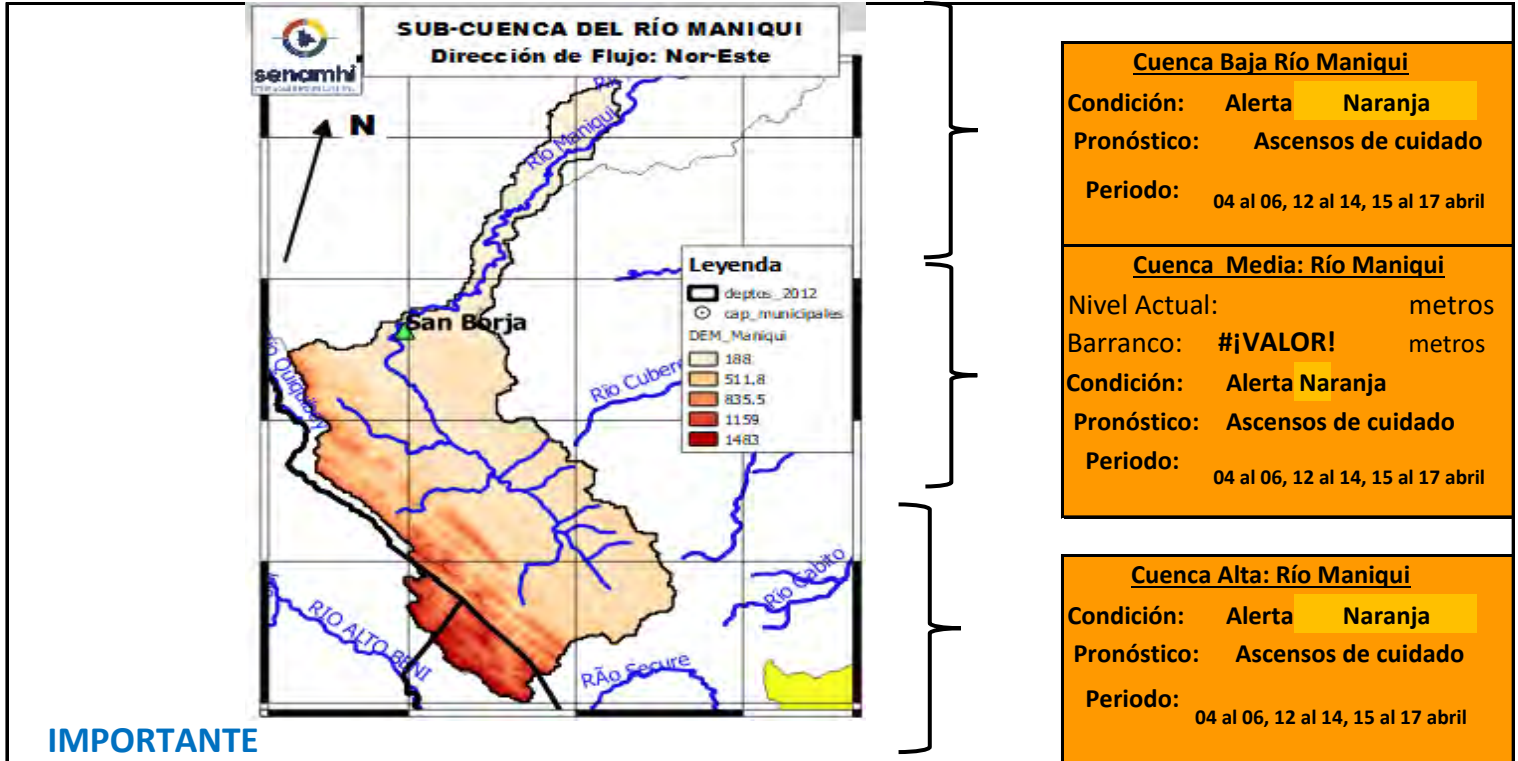 SUB-CUENCA DEL RÍO MANIQUI
Dirección de Flujo: Nor-Este
senamhi
N
Río Maniqui
San Borja
Río Quiquibey
Río Cubere
RIO ALTO BENI
RÃo Secure
Río Cabito
Leyenda
deptos_2012
cap_municipales
DEM_Maniqui
188
511.8
835.5
1159
1483
IMPORTANTE
Cuenca Baja Río Maniqui
Condición: Alerta Naranja
Pronóstico: Ascensos de cuidado
Periodo: 04 al 06, 12 al 14, 15 al 17 abril
Cuenca Media: Río Maniqui
Nivel Actual: metros
Barranco: #¡VALOR! metros
Condición: Alerta Naranja
Pronóstico: Ascensos de cuidado
Periodo: 04 al 06, 12 al 14, 15 al 17 abril
Cuenca Alta: Río Maniqui
Condición: Alerta Naranja
Pronóstico: Ascensos de cuidado
Periodo: 04 al 06, 12 al 14, 15 al 17 abril